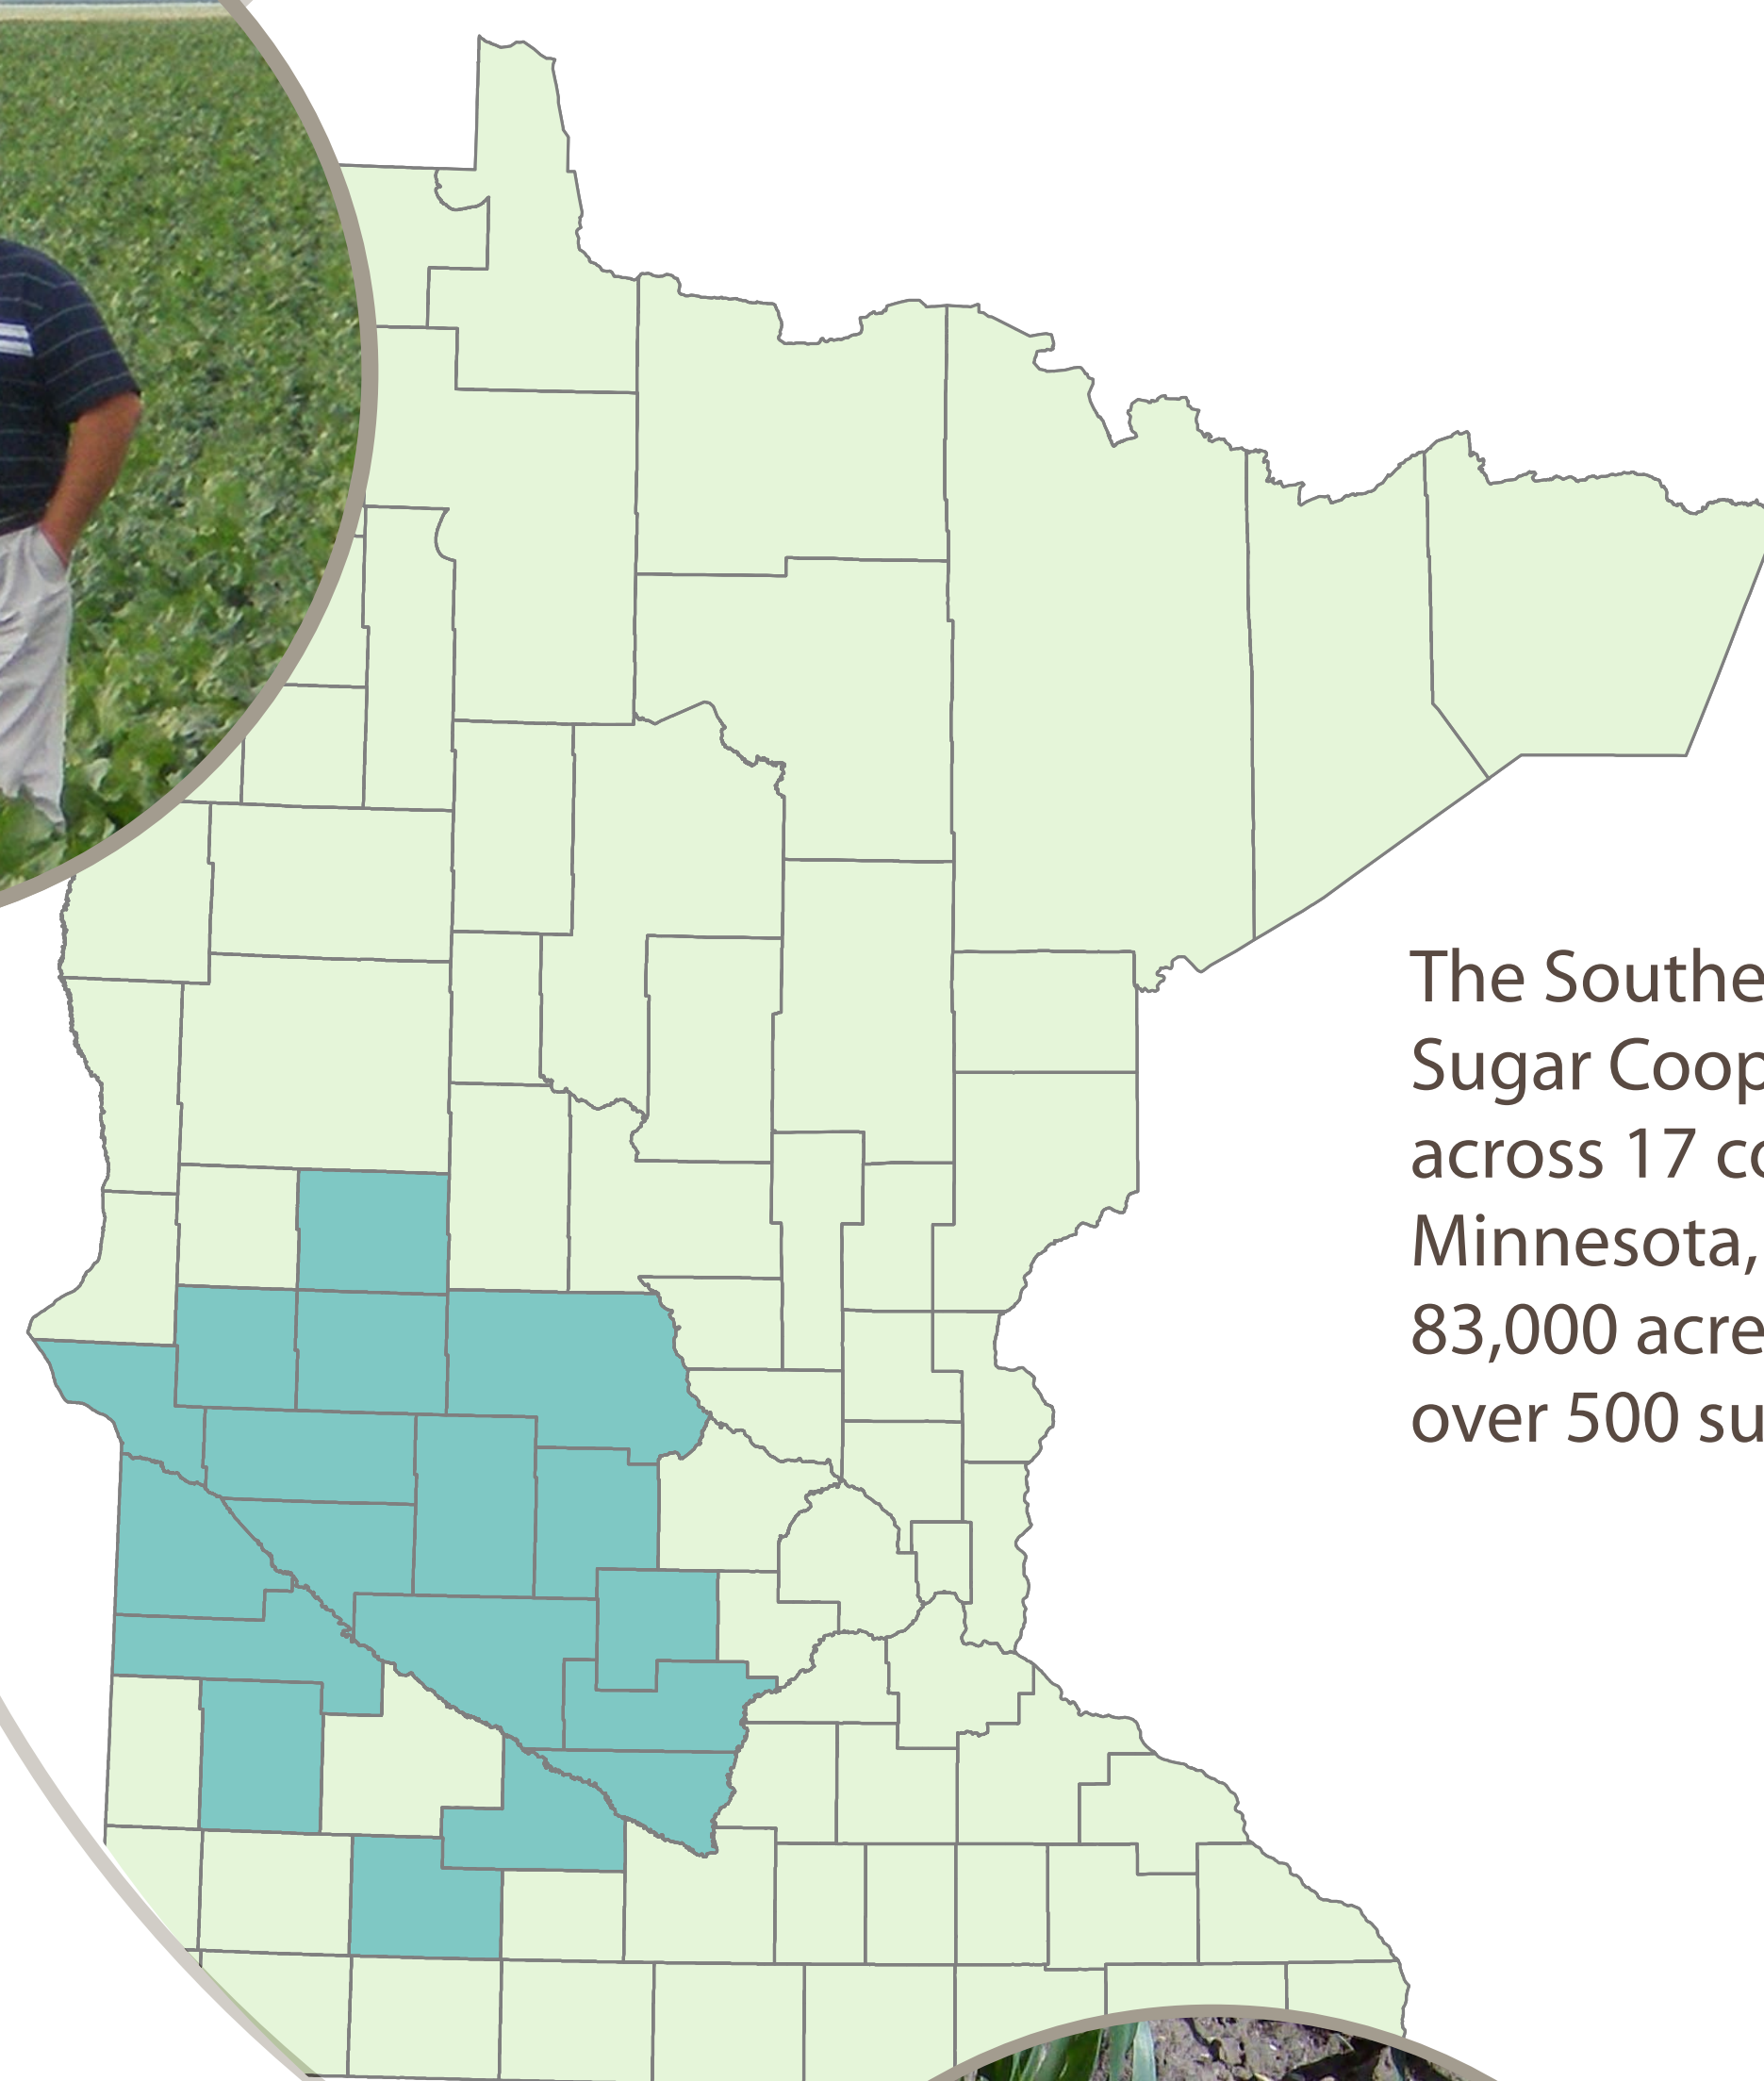 The Southe
Sugar Coop
across 17 co
Minnesota,
83,000 acre
over 500 su